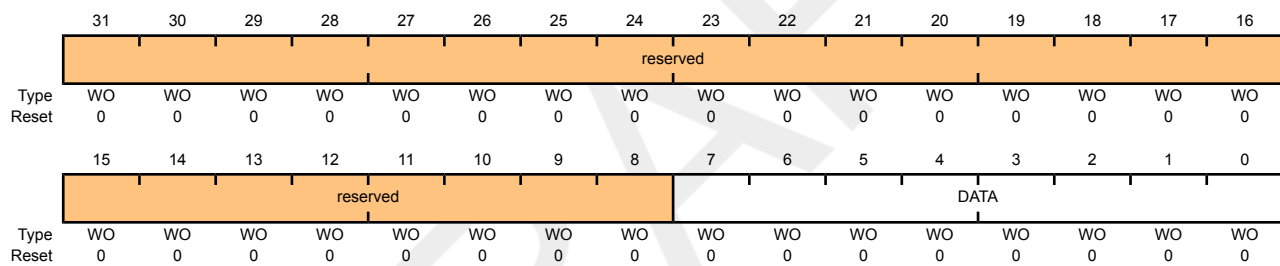 31 30 29 28 27 26 25 24 23 22 21 20 19 18 17 16
reserved
Type WO WO WO WO WO WO WO WO WO WO WO WO WO WO WO WO
Reset 0 0 0 0 0 0 0 0 0 0 0 0 0 0 0 0
15 14 13 12 11 10 9 8 7 6 5 4 3 2 1 0
reserved DATA
Type WO WO WO WO WO WO WO WO WO WO WO WO WO WO WO WO
Reset 0 0 0 0 0 0 0 0 0 0 0 0 0 0 0 0